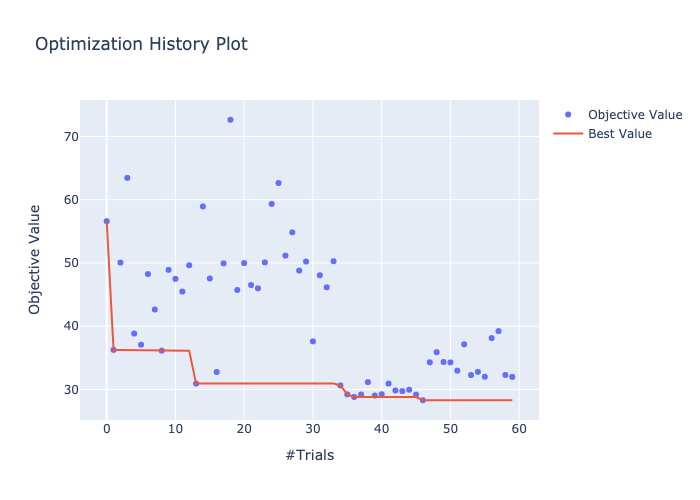 Optimization History Plot
Objective Value
Best Value
70
60
50
40
30
Objective Value
0
10
20
30
40
50
60
#Trials